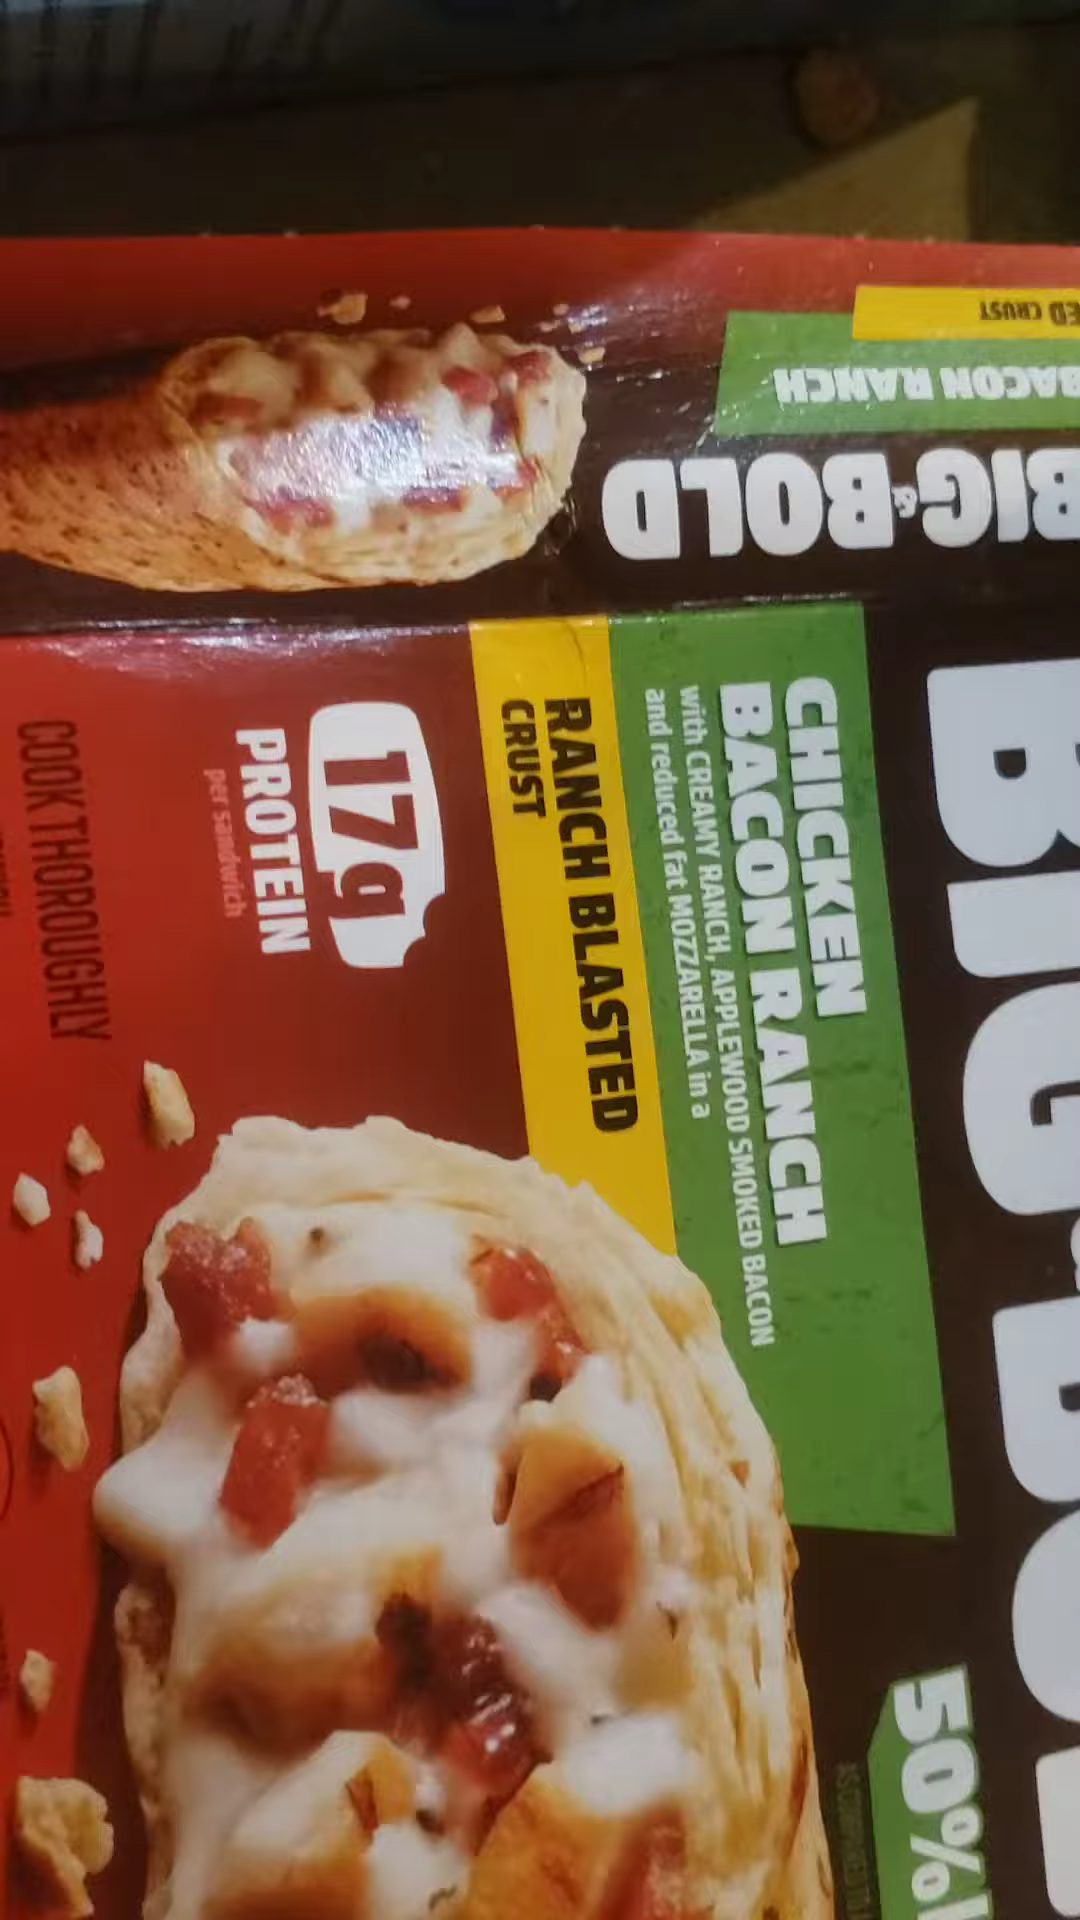 ED CRUST
BACON RANCH
BIG & BOLD
BIG
CHICKEN
BACON RANCH
with CREAMY RANCH, APPLEWOOD SMOKED BACON
and reduced fat MOZZARELLA in a
RANCH BLASTED
CRUST
17g
PROTEIN
per sandwich
50%
COOK THOROUGHLY